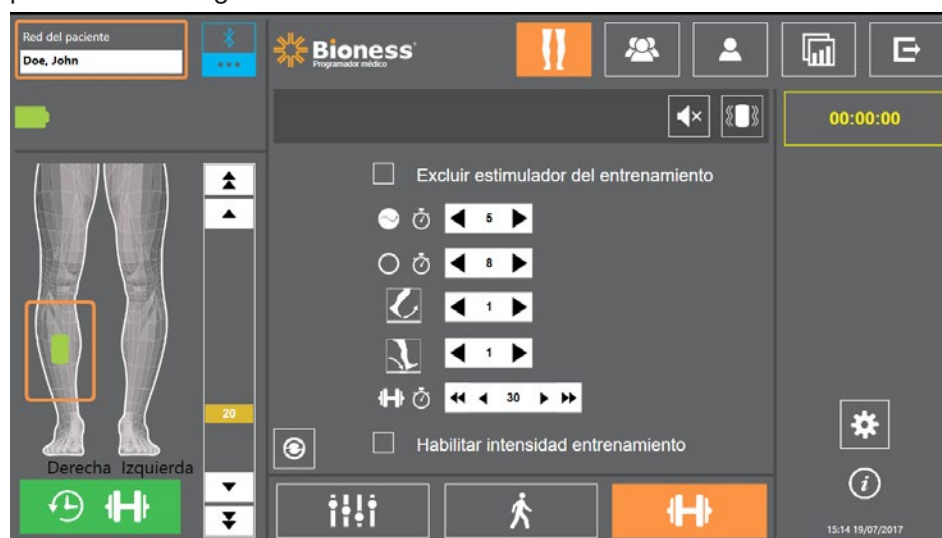 Red del paciente
Doe, John
Bioness
Programador médico
00:00:00
Excluir estimulador del entrenamiento
5
8
1
1
30
20
Habilitar intensidad entrenamiento
Derecha Izquierda
15:14 19/07/2017